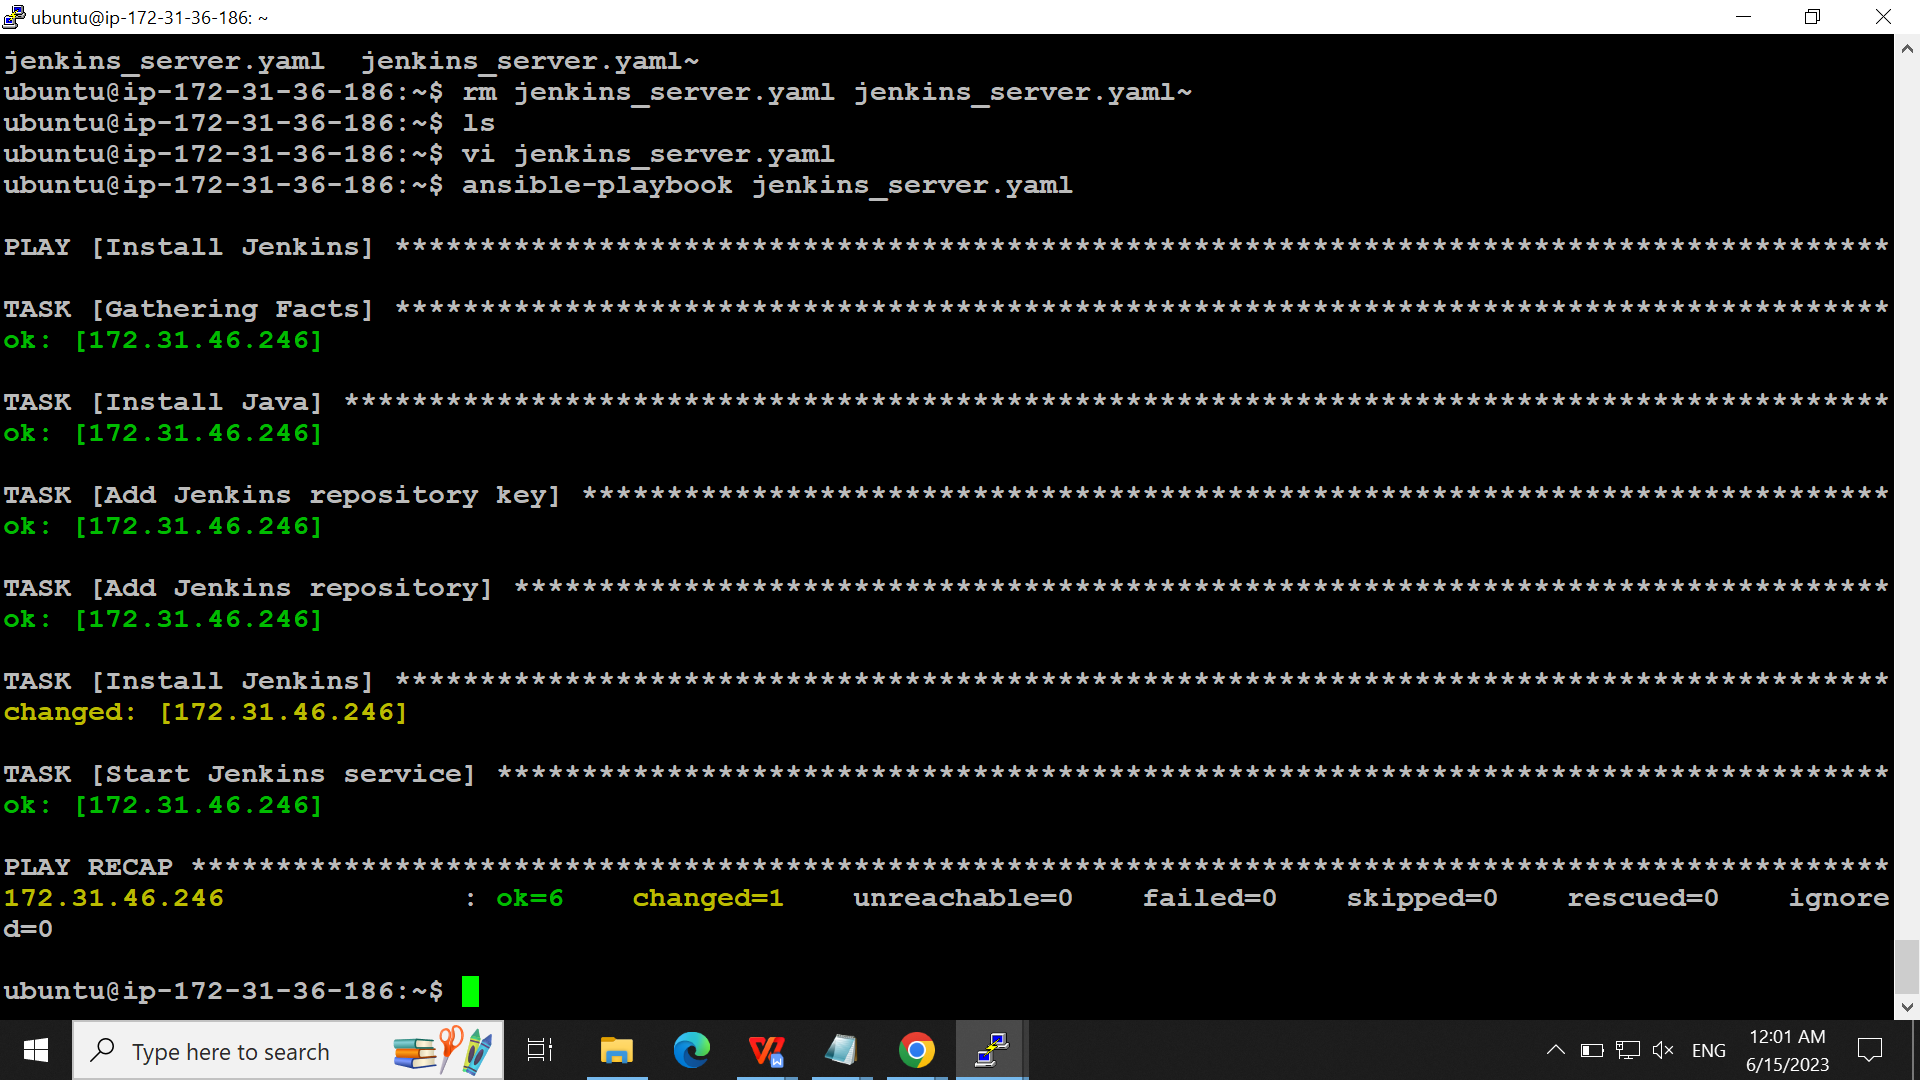 ubuntu@ip-172-31-36-186: ~
jenkins_server.yaml  jenkins_server.yaml~
ubuntu@ip-172-31-36-186:~$ rm jenkins_server.yaml jenkins_server.yaml~
ubuntu@ip-172-31-36-186:~$ ls
ubuntu@ip-172-31-36-186:~$ vi jenkins_server.yaml
ubuntu@ip-172-31-36-186:~$ ansible-playbook jenkins_server.yaml
PLAY [Install Jenkins] ****************************************************************************************
TASK [Gathering Facts] ****************************************************************************************
ok: [172.31.46.246]
TASK [Install Java] *******************************************************************************************
ok: [172.31.46.246]
TASK [Add Jenkins repository key] *****************************************************************************
ok: [172.31.46.246]
TASK [Add Jenkins repository] *********************************************************************************
ok: [172.31.46.246]
TASK [Install Jenkins] ****************************************************************************************
changed: [172.31.46.246]
TASK [Start Jenkins service] **********************************************************************************
ok: [172.31.46.246]
PLAY RECAP ****************************************************************************************************
172.31.46.246              : ok=6    changed=1    unreachable=0    failed=0    skipped=0    rescued=0    ignore
d=0
ubuntu@ip-172-31-36-186:~$
Type here to search
ENG
12:01 AM
6/15/2023